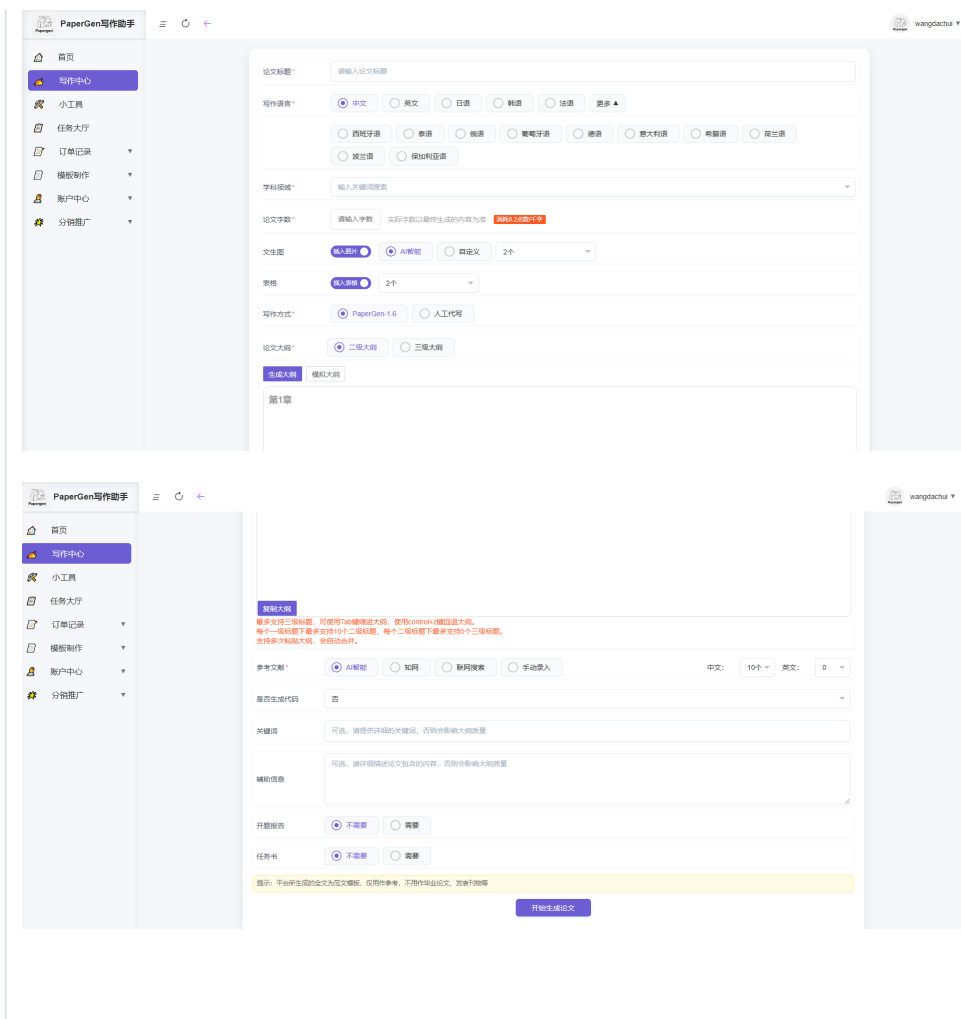 Papergen PaperGen写作助手 wangdachui ▼
首页
写作中心
小工具
任务大厅
订单记录 ▼
模板制作 ▼
账户中心 ▼
分销推广 ▼
论文标题* 请输入论文标题
写作语言* 中文 英文 日语 韩语 法语 更多▲
西班牙语 泰语 俄语 葡萄牙语 德语 意大利语 希腊语 荷兰语
波兰语 保加利亚语
学科领域* 输入关键词搜索
论文字数* 请输入字数 实际字数以最终生成的内容为准 消耗0.2点数/千字
文生图 插入图片 AI智能 自定义 2个
表格 插入表格 2个
写作方式* PaperGen-1.6 人工代写
论文大纲* 二级大纲 三级大纲
生成大纲 模拟大纲
第1章
Papergen PaperGen写作助手 wangdachui ▼
首页
写作中心
小工具
任务大厅
订单记录 ▼
模板制作 ▼
账户中心 ▼
分销推广 ▼
复制大纲
最多支持三级标题，可使用Tab键缩进大纲，使用control+z键回退大纲。
每个一级标题下最多支持10个二级标题，每个二级标题下最多支持5个三级标题。
支持多次粘贴大纲，会自动合并。
参考文献* AI智能 知网 联网搜索 手动录入 中文： 10个 英文： 0
是否生成代码 否
关键词 可选，请提供详细的关键词，否则会影响大纲质量
辅助信息 可选，请详细描述论文包含的内容，否则会影响大纲质量
开题报告 不需要 需要
任务书 不需要 需要
提示：平台所生成的全文为范文模板，仅用作参考，不用作毕业论文、发表刊物等
开始生成论文